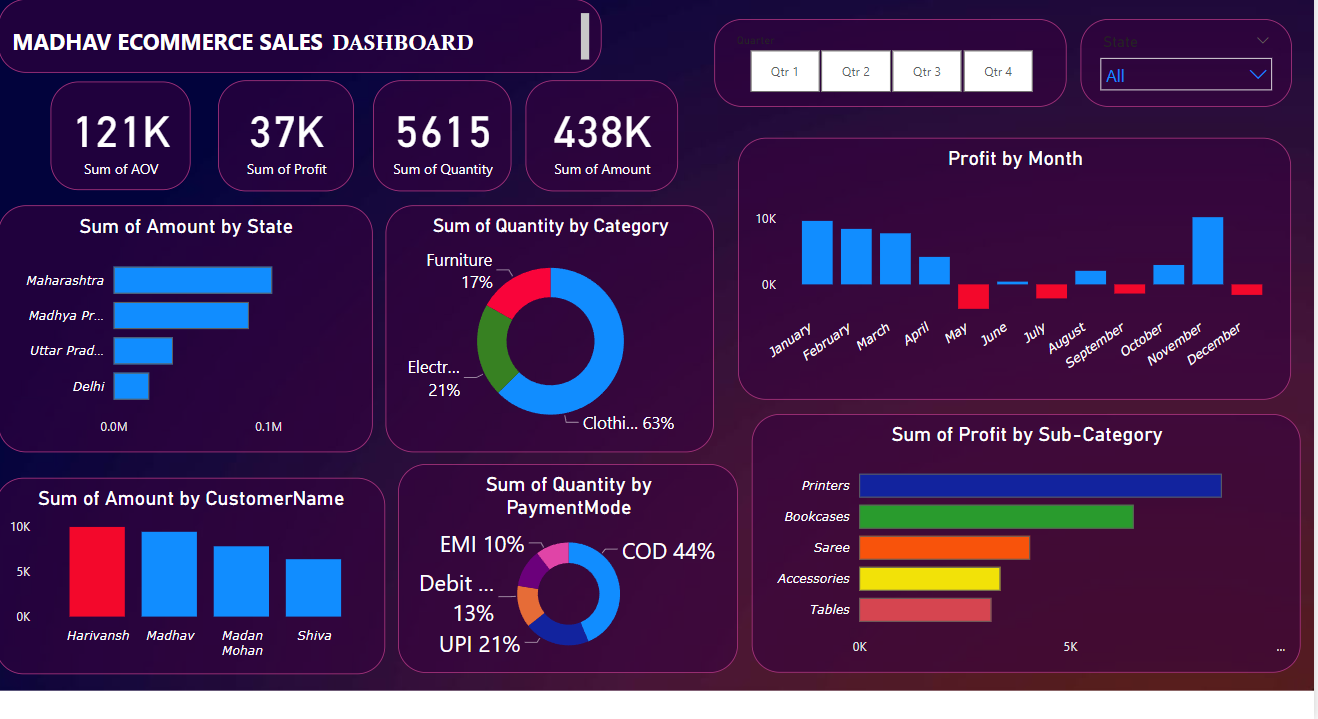 MADHAV ECOMMERCE SALES DASHBOARD
Quarter
Qtr 1
Qtr 2
Qtr 3
Qtr 4
State
All
121K
Sum of AOV
37K
Sum of Profit
5615
Sum of Quantity
438K
Sum of Amount
Sum of Amount by State
Maharashtra
Madhya Pr...
Uttar Prad...
Delhi
0.0M
0.1M
Sum of Quantity by Category
Furniture
17%
Electr...
21%
Clothi... 63%
Profit by Month
10K
0K
January
February
March
April
May
June
July
August
September
October
November
December
Sum of Amount by CustomerName
10K
5K
0K
Harivansh
Madhav
Madan
Mohan
Shiva
Sum of Quantity by
PaymentMode
EMI 10%
COD 44%
Debit ...
13%
UPI 21%
Sum of Profit by Sub-Category
Printers
Bookcases
Saree
Accessories
Tables
0K
5K
...